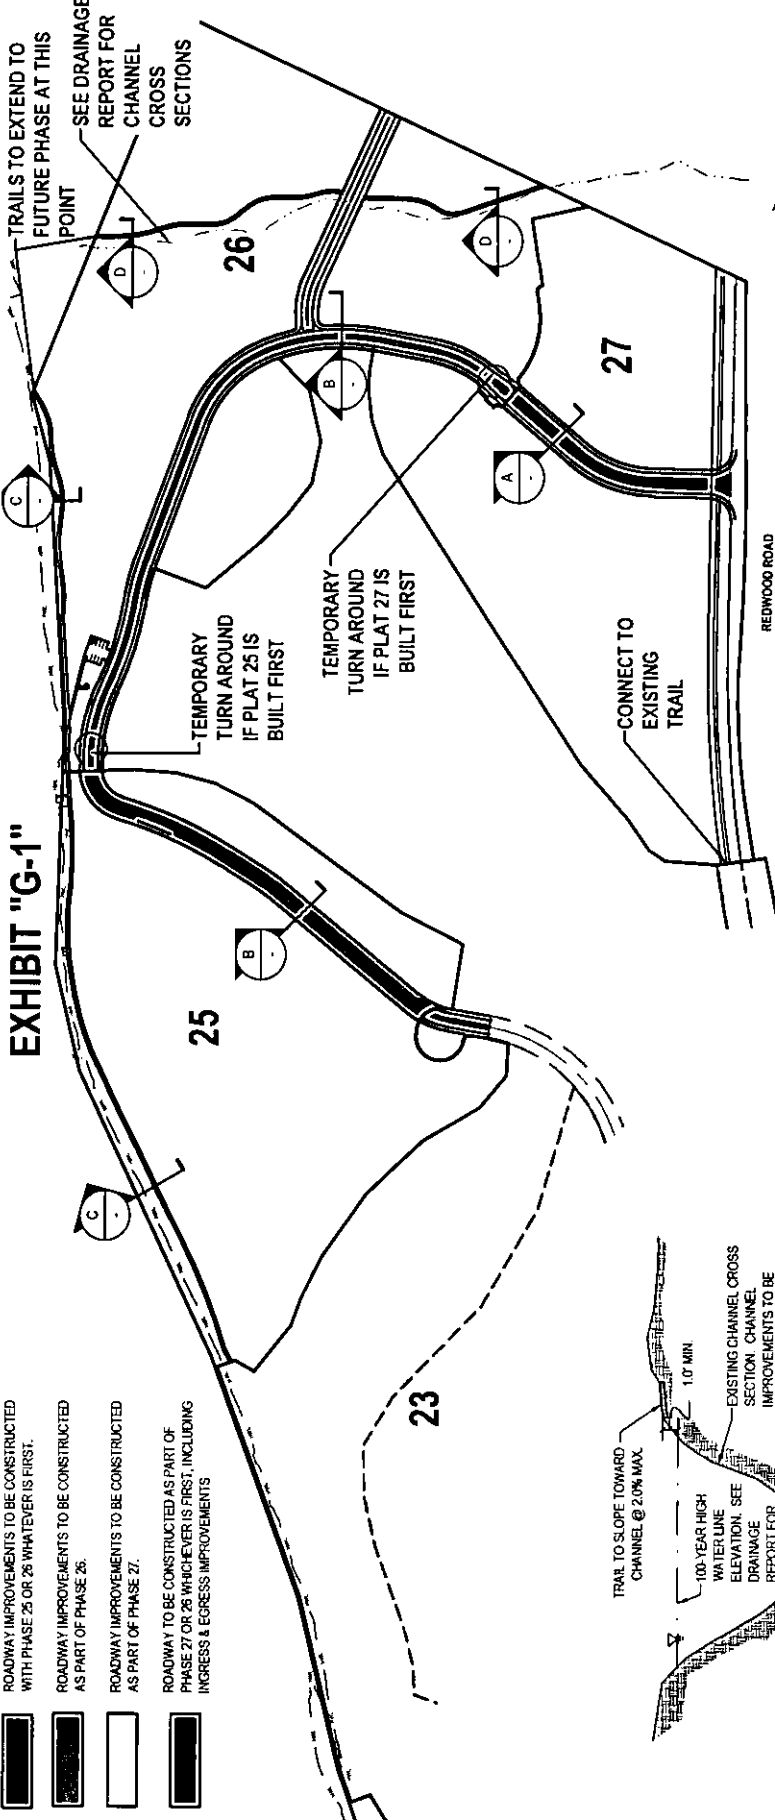 EXHIBIT "G-1"
TRAILS TO EXTEND TO
FUTURE PHASE AT THIS
POINT
SEE DRAINAGE
REPORT FOR
CHANNEL
CROSS
SECTIONS
C
D
26
D
B
A
27
TEMPORARY
TURN AROUND
IF PLAT 25 IS
BUILT FIRST
TEMPORARY
TURN AROUND
IF PLAT 27 IS
BUILT FIRST
CONNECT TO
EXISTING
TRAIL
REDWOOD ROAD
25
B
C
23
ROADWAY IMPROVEMENTS TO BE CONSTRUCTED
WITH PHASE 25 OR 26 WHATEVER IS FIRST.
ROADWAY IMPROVEMENTS TO BE CONSTRUCTED
AS PART OF PHASE 26.
ROADWAY IMPROVEMENTS TO BE CONSTRUCTED
AS PART OF PHASE 27.
ROADWAY TO BE CONSTRUCTED AS PART OF
PHASE 27 OR 26 WHICHEVER IS FIRST, INCLUDING
INGRESS & EGRESS IMPROVEMENTS
TRAIL TO SLOPE TOWARD
CHANNEL @ 2.0% MAX.
1.0' MIN.
100-YEAR HIGH
WATER LINE
ELEVATION. SEE
DRAINAGE
REPORT FOR
EXISTING CHANNEL CROSS
SECTION. CHANNEL
IMPROVEMENTS TO BE